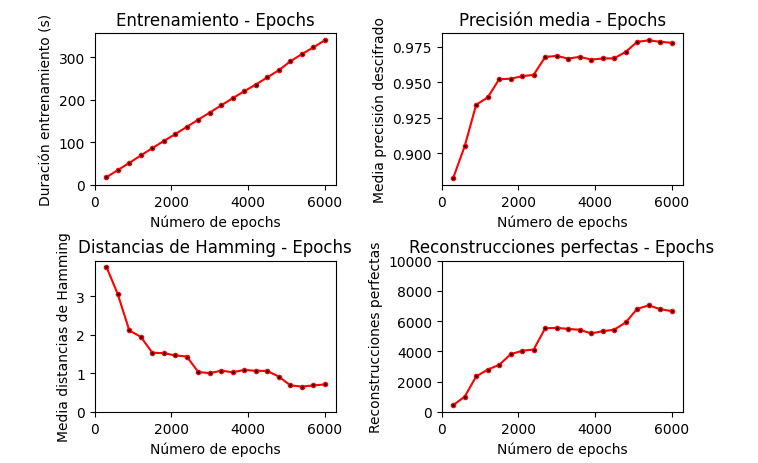 Entrenamiento - Epochs
Duración entrenamiento (s)
300
200
100
0
0 2000 4000 6000
Número de epochs
Precisión media - Epochs
Media precisión descifrado
0.975
0.950
0.925
0.900
0 2000 4000 6000
Número de epochs
Distancias de Hamming - Epochs
Media distancias de Hamming
3
2
1
0
0 2000 4000 6000
Número de epochs
Reconstrucciones perfectas - Epochs
Reconstrucciones perfectas
10000
8000
6000
4000
2000
0
0 2000 4000 6000
Número de epochs